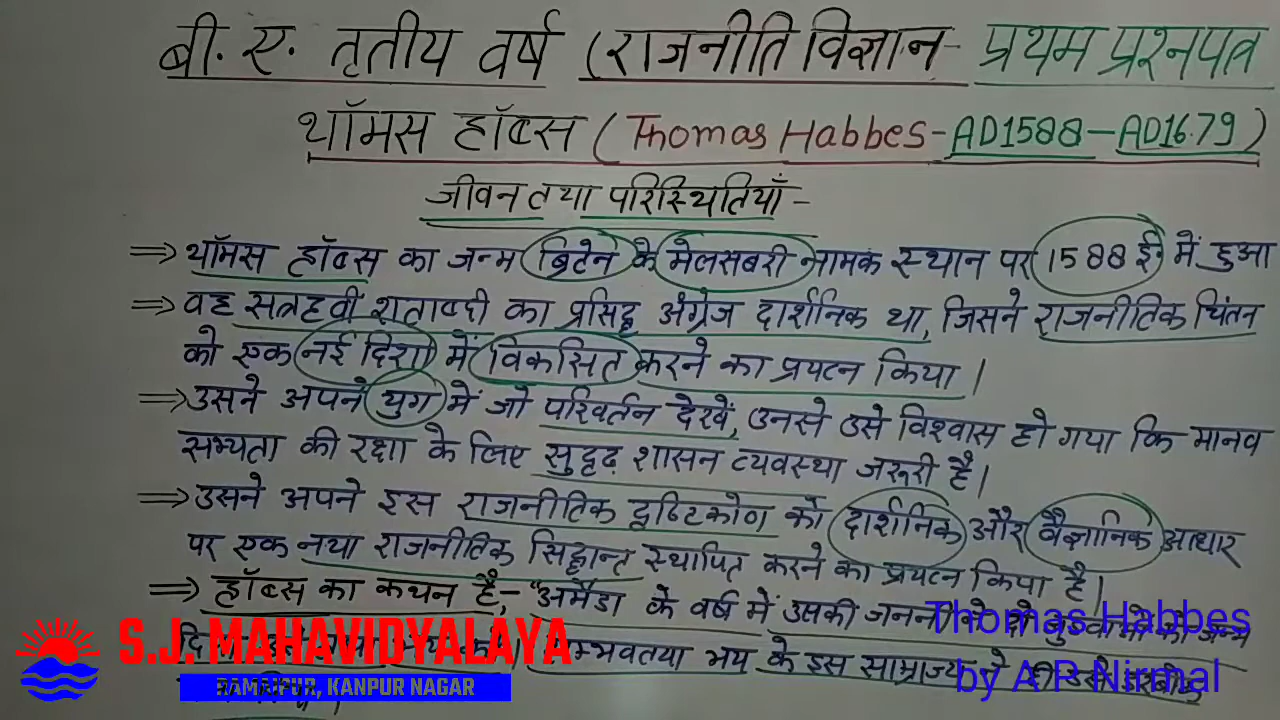 बी. ए. तृतीय वर्ष (राजनीति विज्ञान- प्रथम प्रश्नपत्र
थॉमस हॉब्स (Thomas Habbes-AD1588-AD1679)
जीवन तथा परिस्थितियाँ-
⇒ थॉमस हॉब्स का जन्म ब्रिटेन के मेलसबरी नामक स्थान पर 1588 ई॰ में हुआ
⇒ वह सत्रहवी शताब्दी का प्रसिद्ध अंग्रेज दार्शनिक था, जिसने राजनीतिक चिंतन
को एक नई दिशा में विकसित करने का प्रयत्न किया।
⇒ उसने अपने युग में जो परिवर्तन देखें, उनसे उसे विश्वास हो गया कि मानव
सभ्यता की रक्षा के लिए सुदृढ़ शासन व्यवस्था जरूरी है।
⇒ उसने अपने इस राजनीतिक दृष्टिकोण को दार्शनिक और वैज्ञानिक आधार
पर एक नया राजनीतिक सिद्धान्त स्थापित करने का प्रयत्न किया है।
⇒ हॉब्स का कथन है,- "अर्मेडा के वर्ष में उसकी जननी ने
भय के इस साम्राज्य ने
Thomas Habbes
by A P Nirmal
S.J. MAHAVIDYALAYA
RAMAIPUR, KANPUR NAGAR